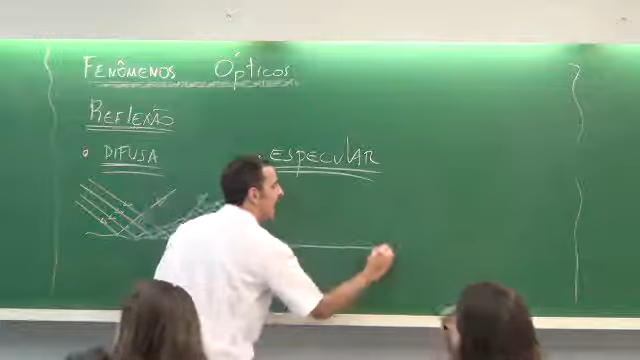 Fenômenos Ópticos
Reflexão
• Difusa
• Especular